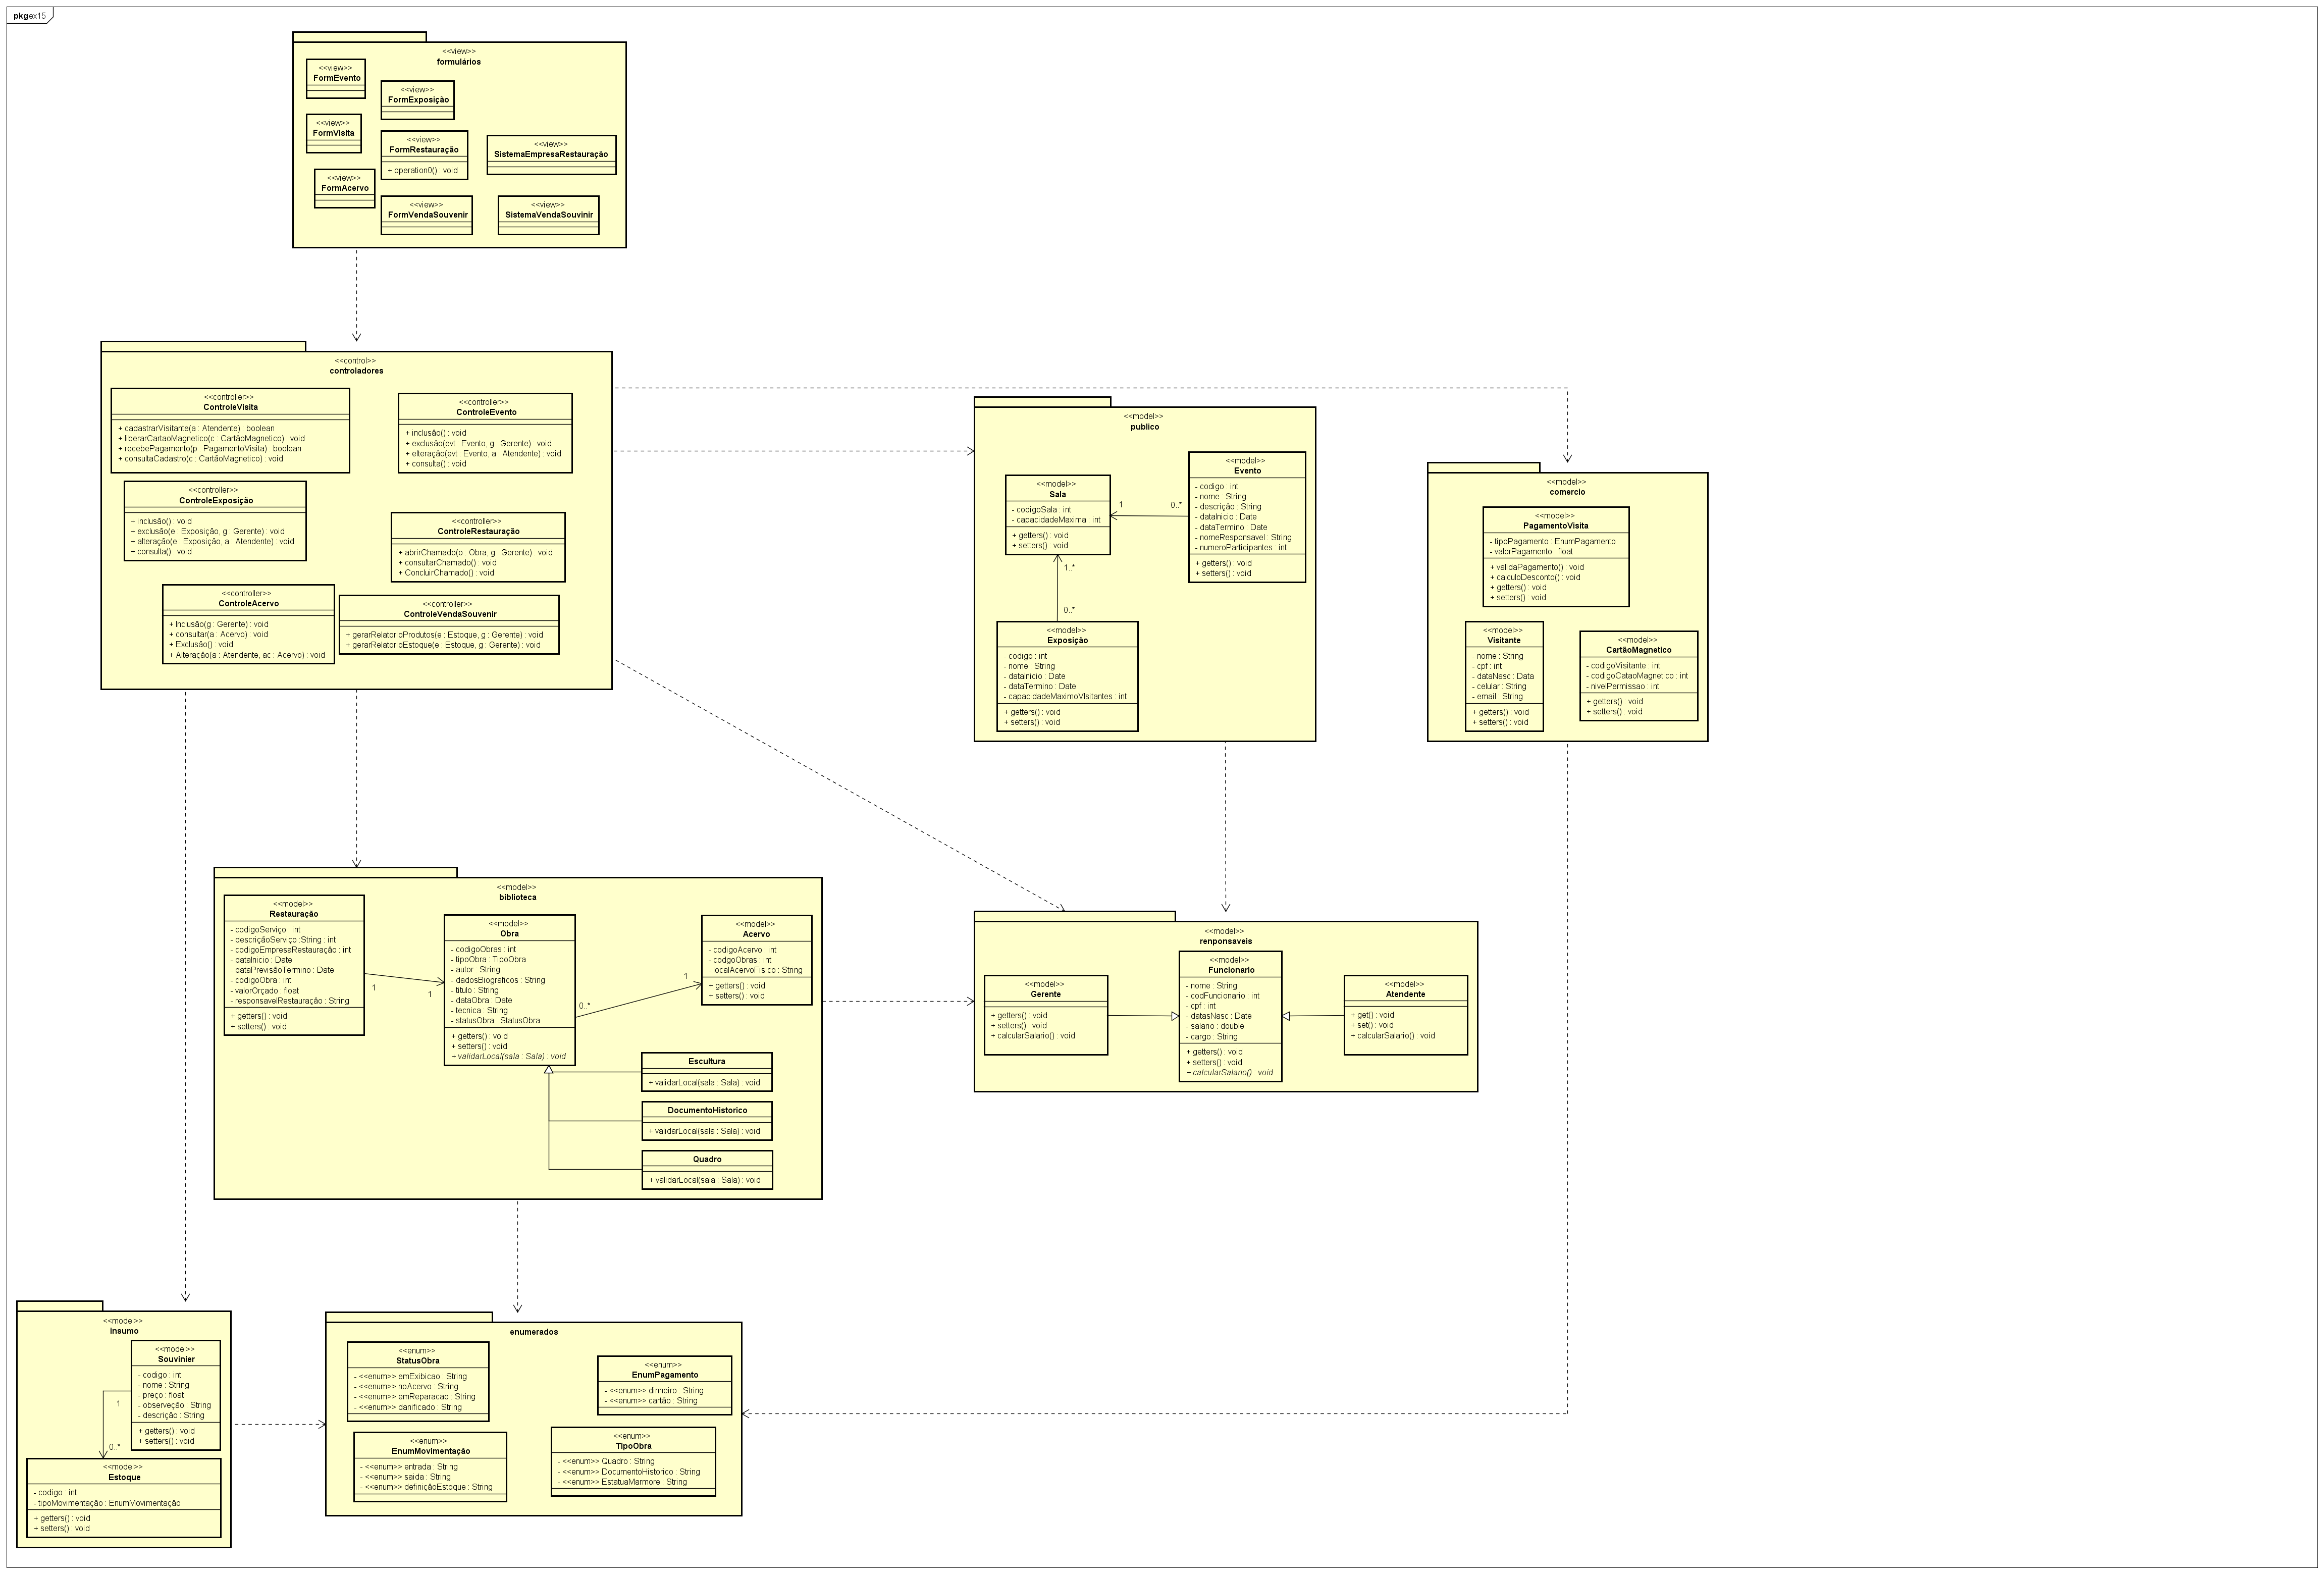 pkg ex15
<<view>>
formulários
<<view>>
FormEvento
<<view>>
FormExposição
<<view>>
FormVisita
<<view>>
FormRestauração
+ operation0() : void
<<view>>
SistemaEmpresaRestauração
<<view>>
FormAcervo
<<view>>
FormVendaSouvenir
<<view>>
SistemaVendaSouvinir
<<control>>
controladores
<<controller>>
ControleVisita
+ cadastrarVisitante(a : Atendente) : boolean
+ liberarCartaoMagnetico(c : CartãoMagnetico) : void
+ recebePagamento(p : PagamentoVisita) : boolean
+ consultaCadastro(c : CartãoMagnetico) : void
<<controller>>
ControleEvento
+ inclusão() : void
+ exclusão(evt : Evento, g : Gerente) : void
+ elteração(evt : Evento, a : Atendente) : void
+ consulta() : void
<<controller>>
ControleExposição
+ inclusão() : void
+ exclusão(e : Exposição, g : Gerente) : void
+ alteração(e : Exposição, a : Atendente) : void
+ consulta() : void
<<controller>>
ControleRestauração
+ abrirChamado(o : Obra, g : Gerente) : void
+ consultarChamado() : void
+ ConcluirChamado() : void
<<controller>>
ControleAcervo
+ Inclusão(g : Gerente) : void
+ consultar(a : Acervo) : void
+ Exclusão() : void
+ Alteração(a : Atendente, ac : Acervo) : void
<<controller>>
ControleVendaSouvenir
+ gerarRelatorioProdutos(e : Estoque, g : Gerente) : void
+ gerarRelatorioEstoque(e : Estoque, g : Gerente) : void
<<model>>
publico
<<model>>
Sala
- codigoSala : int
- capacidadeMaxima : int
+ getters() : void
+ setters() : void
1
0..*
<<model>>
Evento
- codigo : int
- nome : String
- descrição : String
- dataInicio : Date
- dataTermino : Date
- nomeResponsavel : String
- numeroParticipantes : int
+ getters() : void
+ setters() : void
1..*
0..*
<<model>>
Exposição
- codigo : int
- nome : String
- dataInicio : Date
- dataTermino : Date
- capacidadeMaximoVIsitantes : int
+ getters() : void
+ setters() : void
<<model>>
comercio
<<model>>
PagamentoVisita
- tipoPagamento : EnumPagamento
- valorPagamento : float
+ validaPagamento() : void
+ calculoDesconto() : void
+ getters() : void
+ setters() : void
<<model>>
Visitante
- nome : String
- cpf : int
- dataNasc : Data
- celular : String
- email : String
+ getters() : void
+ setters() : void
<<model>>
CartãoMagnetico
- codigoVisitante : int
- codigoCataoMagnetico : int
- nivelPermissao : int
+ getters() : void
+ setters() : void
<<model>>
biblioteca
<<model>>
Restauração
- codigoServiço : int
- descriçãoServiço :String : int
- codigoEmpresaRestauração : int
- dataInicio : Date
- dataPrevisãoTermino : Date
- codigoObra : int
- valorOrçado : float
- responsavelRestauração : String
+ getters() : void
+ setters() : void
1
1
<<model>>
Obra
- codigoObras : int
- tipoObra : TipoObra
- autor : String
- dadosBiograficos : String
- titulo : String
- dataObra : Date
- tecnica : String
- statusObra : StatusObra
+ getters() : void
+ setters() : void
+ validarLocal(sala : Sala) : void
0..*
1
<<model>>
Acervo
- codigoAcervo : int
- codgoObras : int
- localAcervoFisico : String
+ getters() : void
+ setters() : void
Escultura
+ validarLocal(sala : Sala) : void
DocumentoHistorico
+ validarLocal(sala : Sala) : void
Quadro
+ validarLocal(sala : Sala) : void
<<model>>
renponsaveis
<<model>>
Gerente
+ getters() : void
+ setters() : void
+ calcularSalario() : void
<<model>>
Funcionario
- nome : String
- codFuncionario : int
- cpf : int
- datasNasc : Date
- salario : double
- cargo : String
+ getters() : void
+ setters() : void
+ calcularSalario() : void
<<model>>
Atendente
+ get() : void
+ set() : void
+ calcularSalario() : void
<<model>>
insumo
<<model>>
Souvinier
- codigo : int
- nome : String
- preço : float
- observeção : String
- descrição : String
+ getters() : void
+ setters() : void
1
0..*
<<model>>
Estoque
- codigo : int
- tipoMovimentação : EnumMovimentação
+ getters() : void
+ setters() : void
enumerados
<<enum>>
StatusObra
- <<enum>> emExibicao : String
- <<enum>> noAcervo : String
- <<enum>> emReparacao : String
- <<enum>> danificado : String
<<enum>>
EnumPagamento
- <<enum>> dinheiro : String
- <<enum>> cartão : String
<<enum>>
EnumMovimentação
- <<enum>> entrada : String
- <<enum>> saida : String
- <<enum>> definiçãoEstoque : String
<<enum>>
TipoObra
- <<enum>> Quadro : String
- <<enum>> DocumentoHistorico : String
- <<enum>> EstatuaMarmore : String